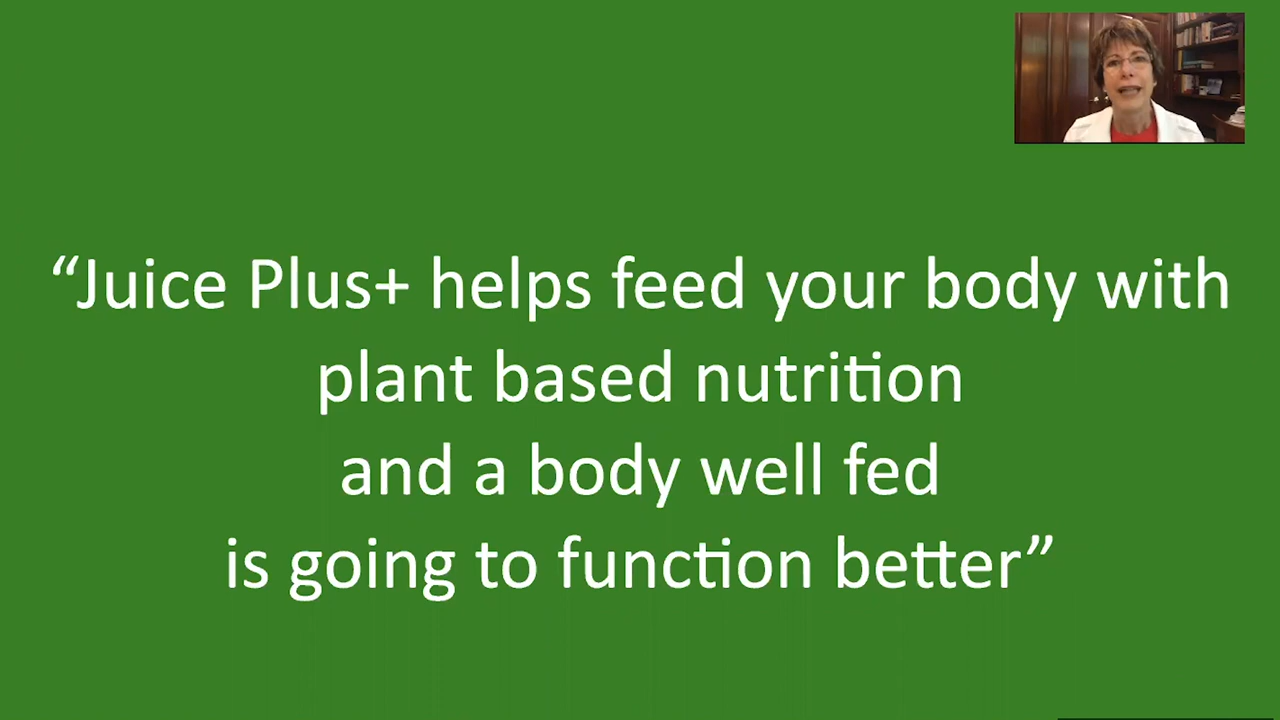 “Juice Plus+ helps feed your body with
plant based nutrition
and a body well fed
is going to function better”